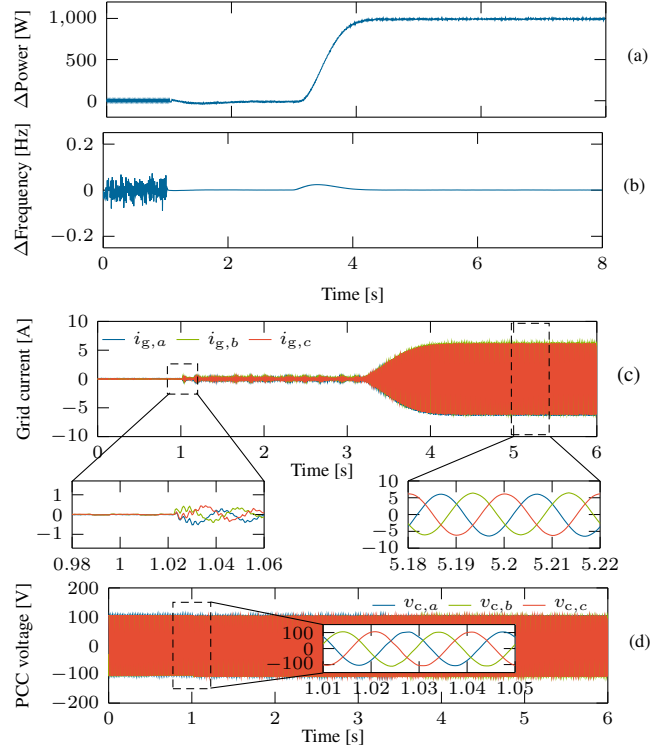 1,000
500
0
ΔPower [W]
(a)
0.2
0
−0.2
ΔFrequency [Hz]
(b)
0 2 4 6 8
Time [s]
10
5
0
−5
−10
Grid current [A]
i_g,a i_g,b i_g,c
(c)
0 1 2 3 4 5 6
Time [s]
1
0
−1
0.98 1 1.02 1.04 1.06
10
5
0
−5
−10
5.18 5.19 5.2 5.21 5.22
200
100
0
−100
−200
PCC voltage [V]
v_c,a v_c,b v_c,c
(d)
100
0
−100
1.01 1.02 1.03 1.04 1.05
0 1 2 3 4 5 6
Time [s]